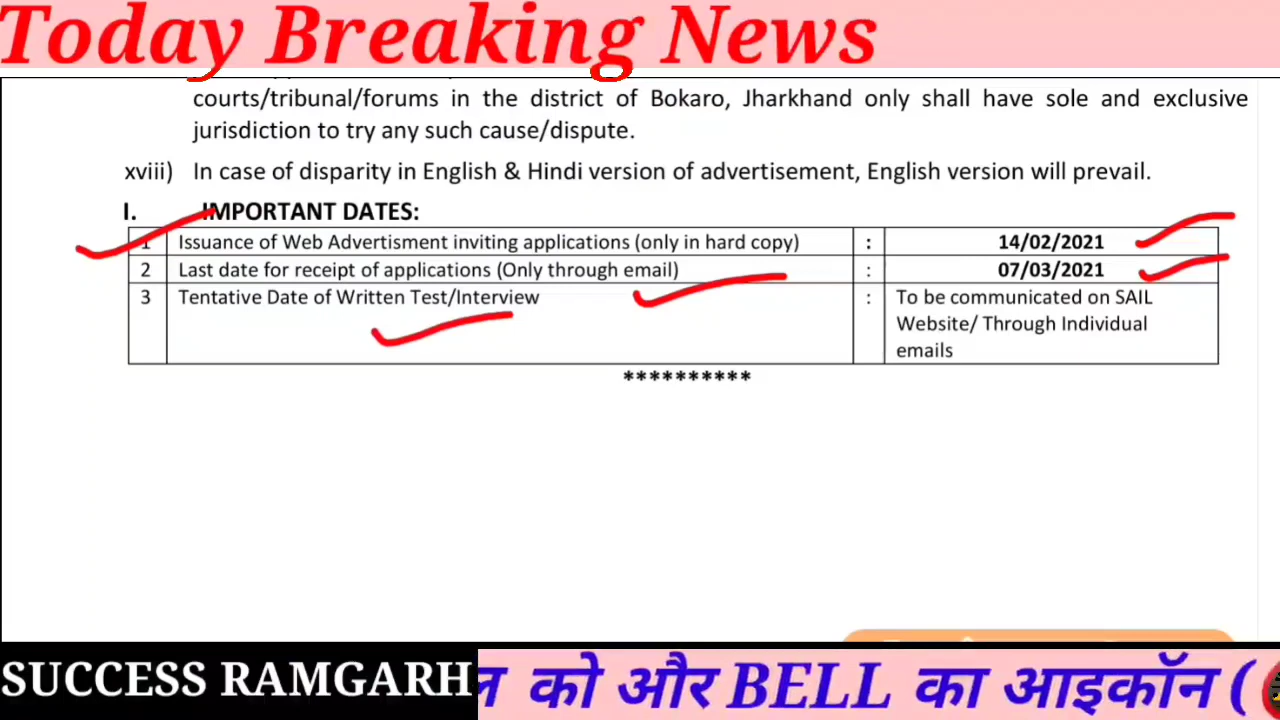 Today Breaking News
courts/tribunal/forums in the district of Bokaro, Jharkhand only shall have sole and exclusive
jurisdiction to try any such cause/dispute.
xviii) In case of disparity in English & Hindi version of advertisement, English version will prevail.
I. IMPORTANT DATES:
1 Issuance of Web Advertisment inviting applications (only in hard copy) : 14/02/2021
2 Last date for receipt of applications (Only through email) : 07/03/2021
3 Tentative Date of Written Test/Interview : To be communicated on SAIL
Website/ Through Individual
emails
**********
SUCCESS RAMGARH को और BELL का आइकॉन (